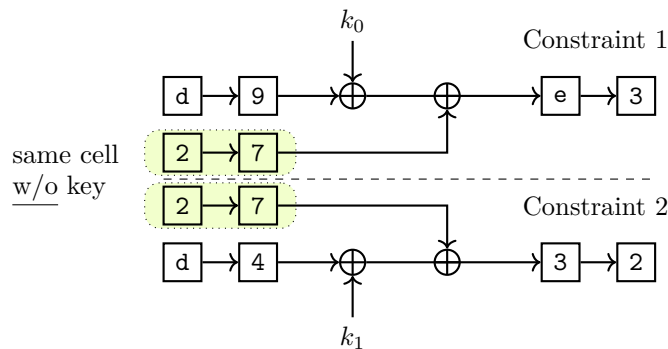 k₀
Constraint 1
d 9 e 3
2 7
same cell
w/o key
2 7
Constraint 2
d 4 3 2
k₁